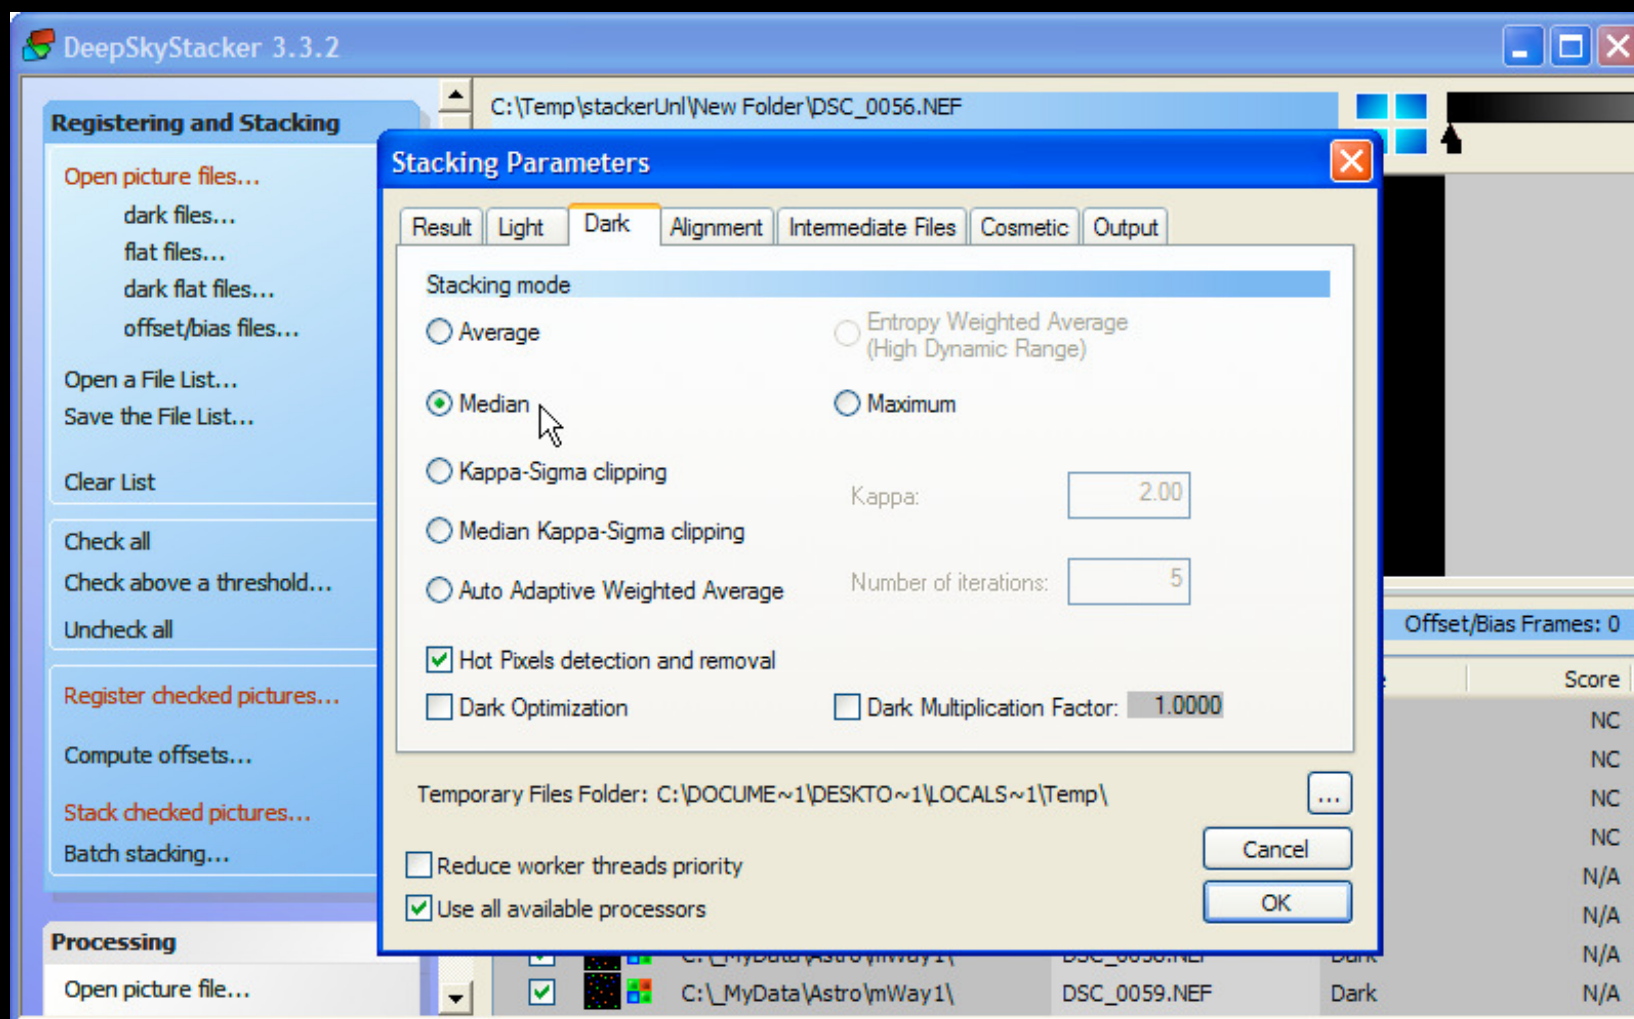 DeepSkyStacker 3.3.2
Registering and Stacking
Open picture files...
dark files...
flat files...
dark flat files...
offset/bias files...
Open a File List...
Save the File List...
Clear List
Check all
Check above a threshold...
Uncheck all
Register checked pictures...
Compute offsets...
Stack checked pictures...
Batch stacking...
Processing
Open picture file...
C:\Temp\stackerUnl\New Folder\DSC_0056.NEF
Stacking Parameters
Result Light Dark Alignment Intermediate Files Cosmetic Output
Stacking mode
Average
Entropy Weighted Average
(High Dynamic Range)
Median
Maximum
Kappa-Sigma clipping
Kappa: 2.00
Median Kappa-Sigma clipping
Auto Adaptive Weighted Average
Number of iterations: 5
Hot Pixels detection and removal
Dark Optimization
Dark Multiplication Factor: 1.0000
Temporary Files Folder: C:\DOCUME~1\DESKTO~1\LOCALS~1\Temp\
...
Reduce worker threads priority
Use all available processors
Cancel
OK
Offset/Bias Frames: 0
Score
NC
NC
NC
NC
N/A
N/A
C:\_MyData\Astro\mWay1\ Dark N/A
C:\_MyData\Astro\mWay1\ DSC_0059.NEF Dark N/A